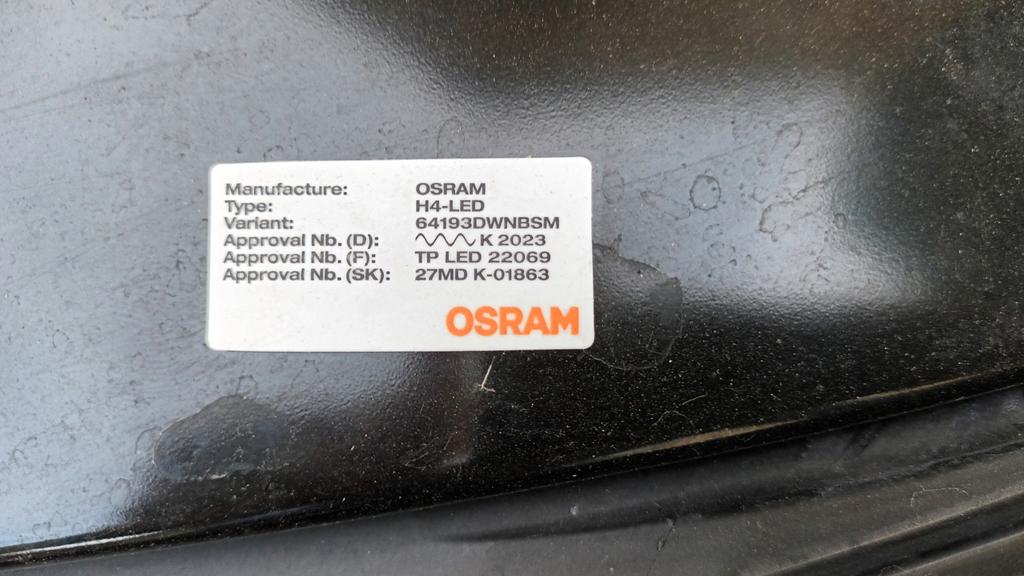 Manufacture: OSRAM
Type: H4-LED
Variant: 64193DWNBSM
Approval Nb. (D): K 2023
Approval Nb. (F): TP LED 22069
Approval Nb. (SK): 27MD K-01863
OSRAM